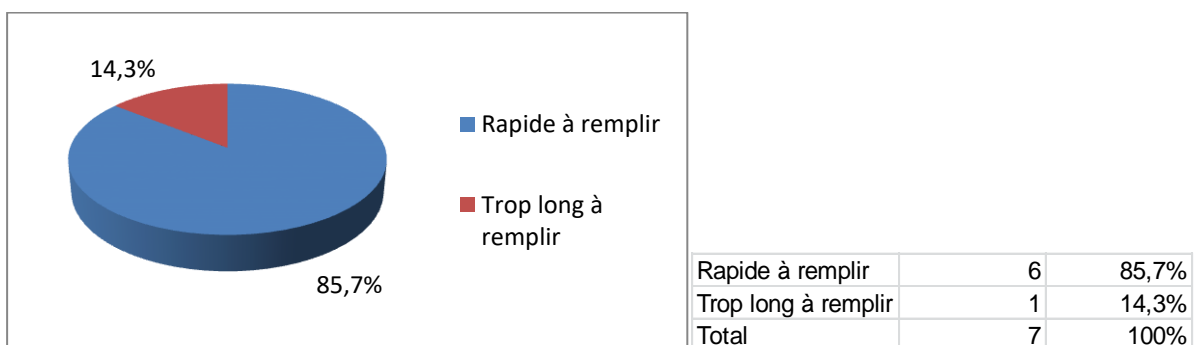 14,3%
Rapide à remplir
Trop long à
remplir
85,7%
Rapide à remplir 6 85,7%
Trop long à remplir 1 14,3%
Total 7 100%